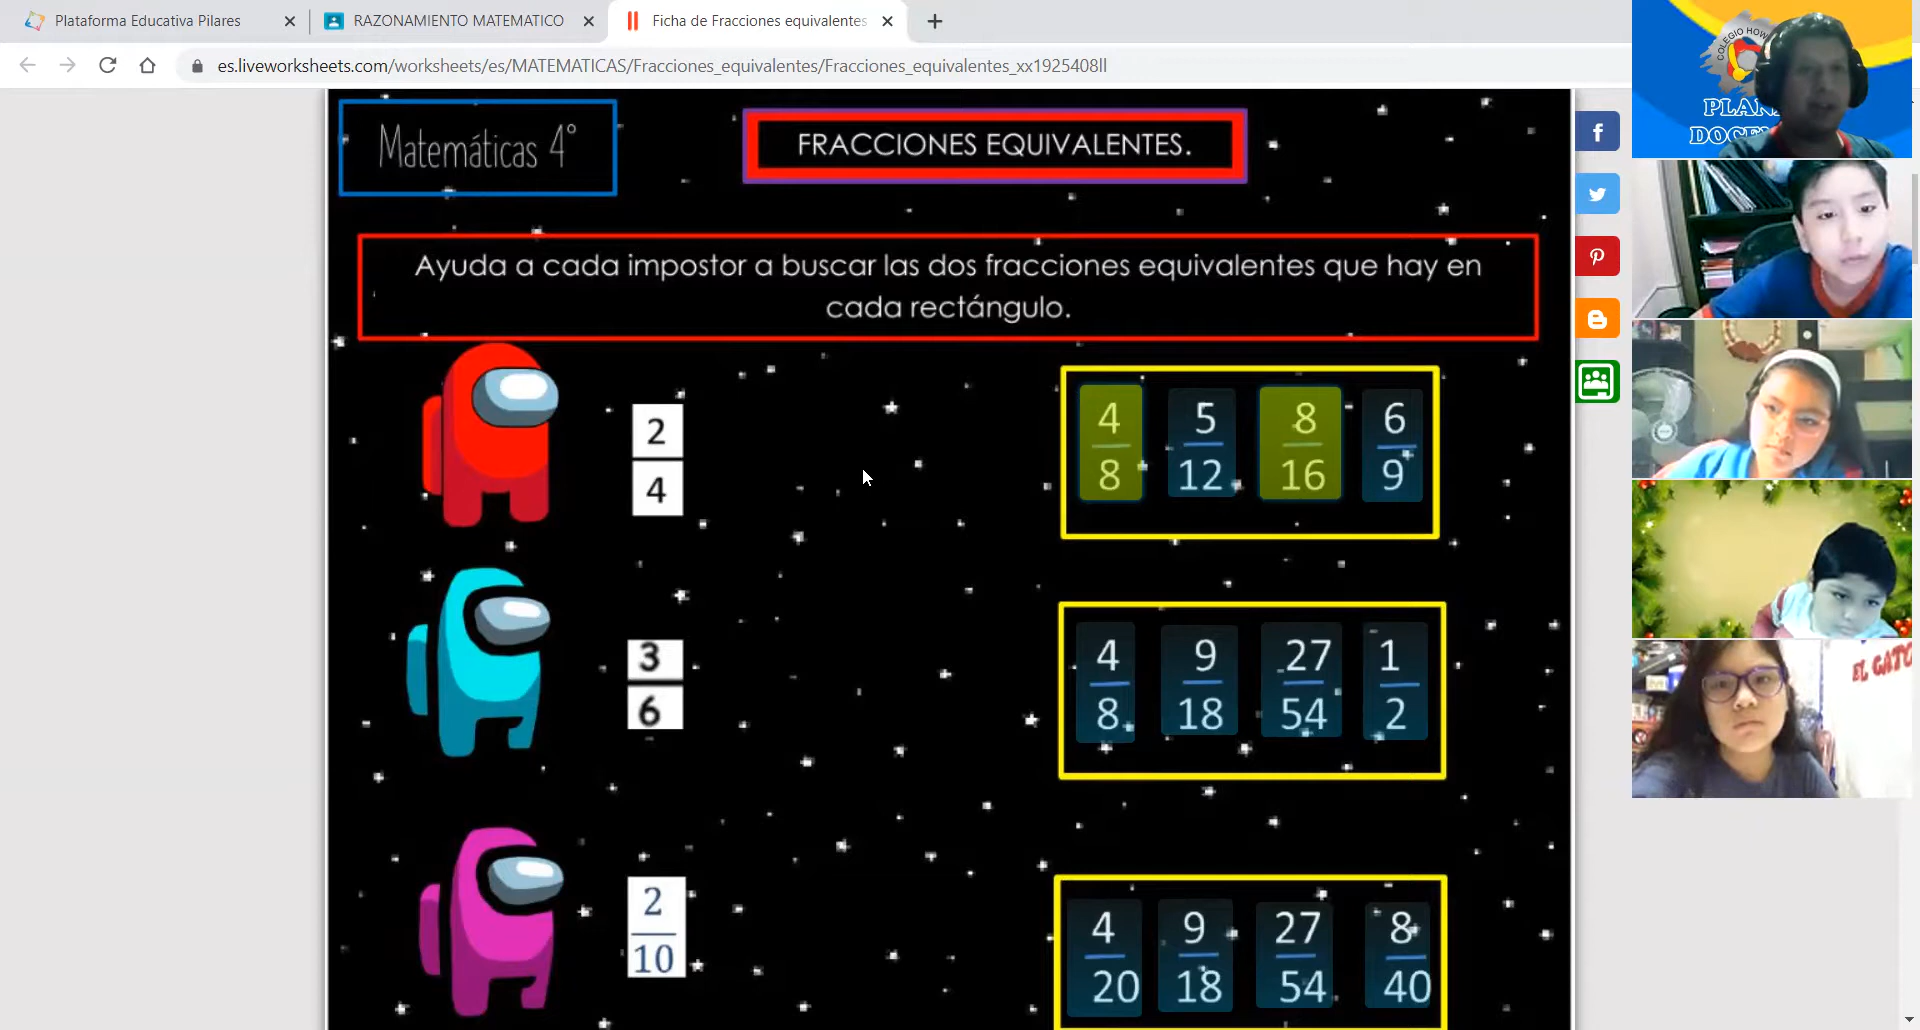 Plataforma Educativa Pilares
RAZONAMIENTO MATEMATICO
Ficha de Fracciones equivalentes
es.liveworksheets.com/worksheets/es/MATEMATICAS/Fracciones_equivalentes/Fracciones_equivalentes_xx1925408ll
Matemáticas 4°
FRACCIONES EQUIVALENTES.
Ayuda a cada impostor a buscar las dos fracciones equivalentes que hay en
cada rectángulo.
2 4 5 8 6
4 8 12 16 9
3 4 9 27 1
6 8 18 54 2
2 4 9 27 8
10 20 18 54 40
COLEGIO
EL GATO